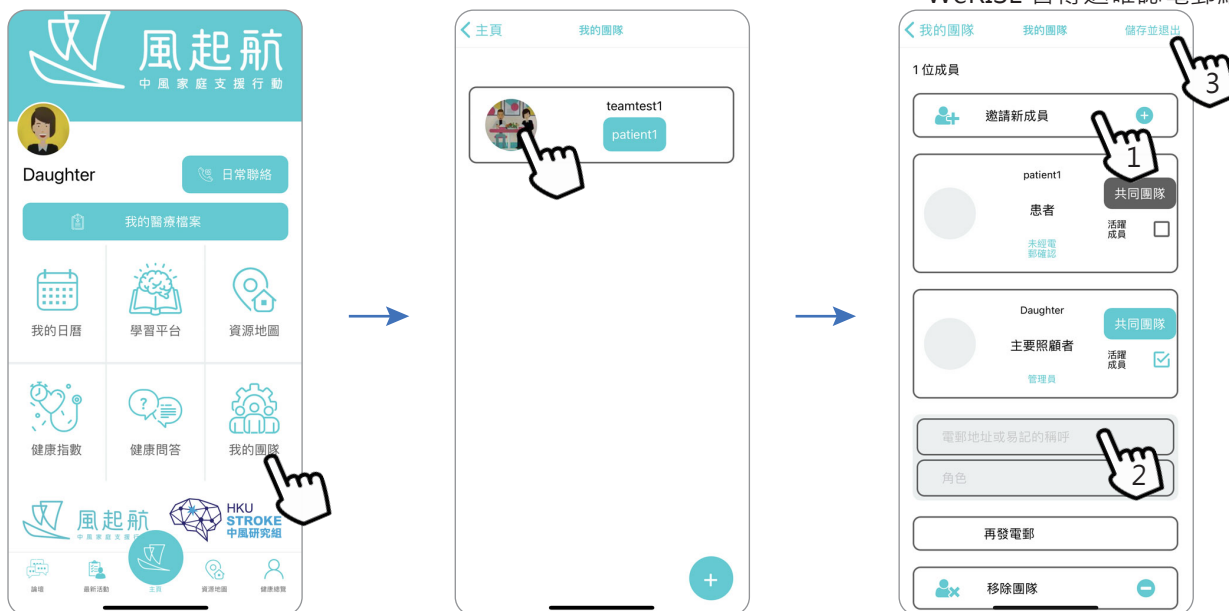 風起航
中風家庭支援行動
Daughter
日常聯絡
我的醫療檔案
我的日曆
學習平台
資源地圖
健康指數
健康問答
我的團隊
風起航
HKU
STROKE
中風研究組
論壇
最新活動
主頁
資源地圖
健康總覽
主頁
我的團隊
teamtest1
patient1
+
我的團隊
我的團隊
儲存並退出
3
1位成員
邀請新成員
1
patient1
共同團隊
患者
活躍
成員
未經電
郵確認
Daughter
共同團隊
主要照顧者
活躍
成員
管理員
電郵地址或易記的稱呼
角色
2
再發電郵
移除團隊